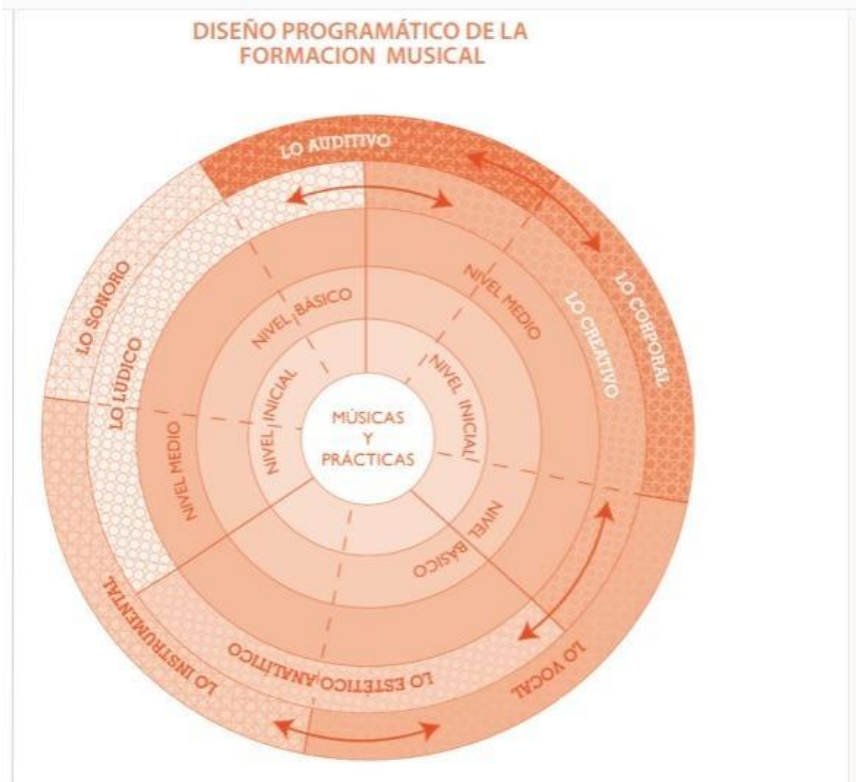 DISEÑO PROGRAMÁTICO DE LA
FORMACION MUSICAL
LO AUDITIVO
LO SONORO
LO CORPORAL
LO LÚDICO
LO CREATIVO
NIVEL MEDIO
NIVEL BÁSICO
NIVEL INICIAL
NIVEL INICIAL
MÚSICAS
Y
PRÁCTICAS
NIVEL MEDIO
NIVEL BÁSICO
LO ESTÉTICO ANALÍTICO
LO INSTRUMENTAL
LO VOCAL